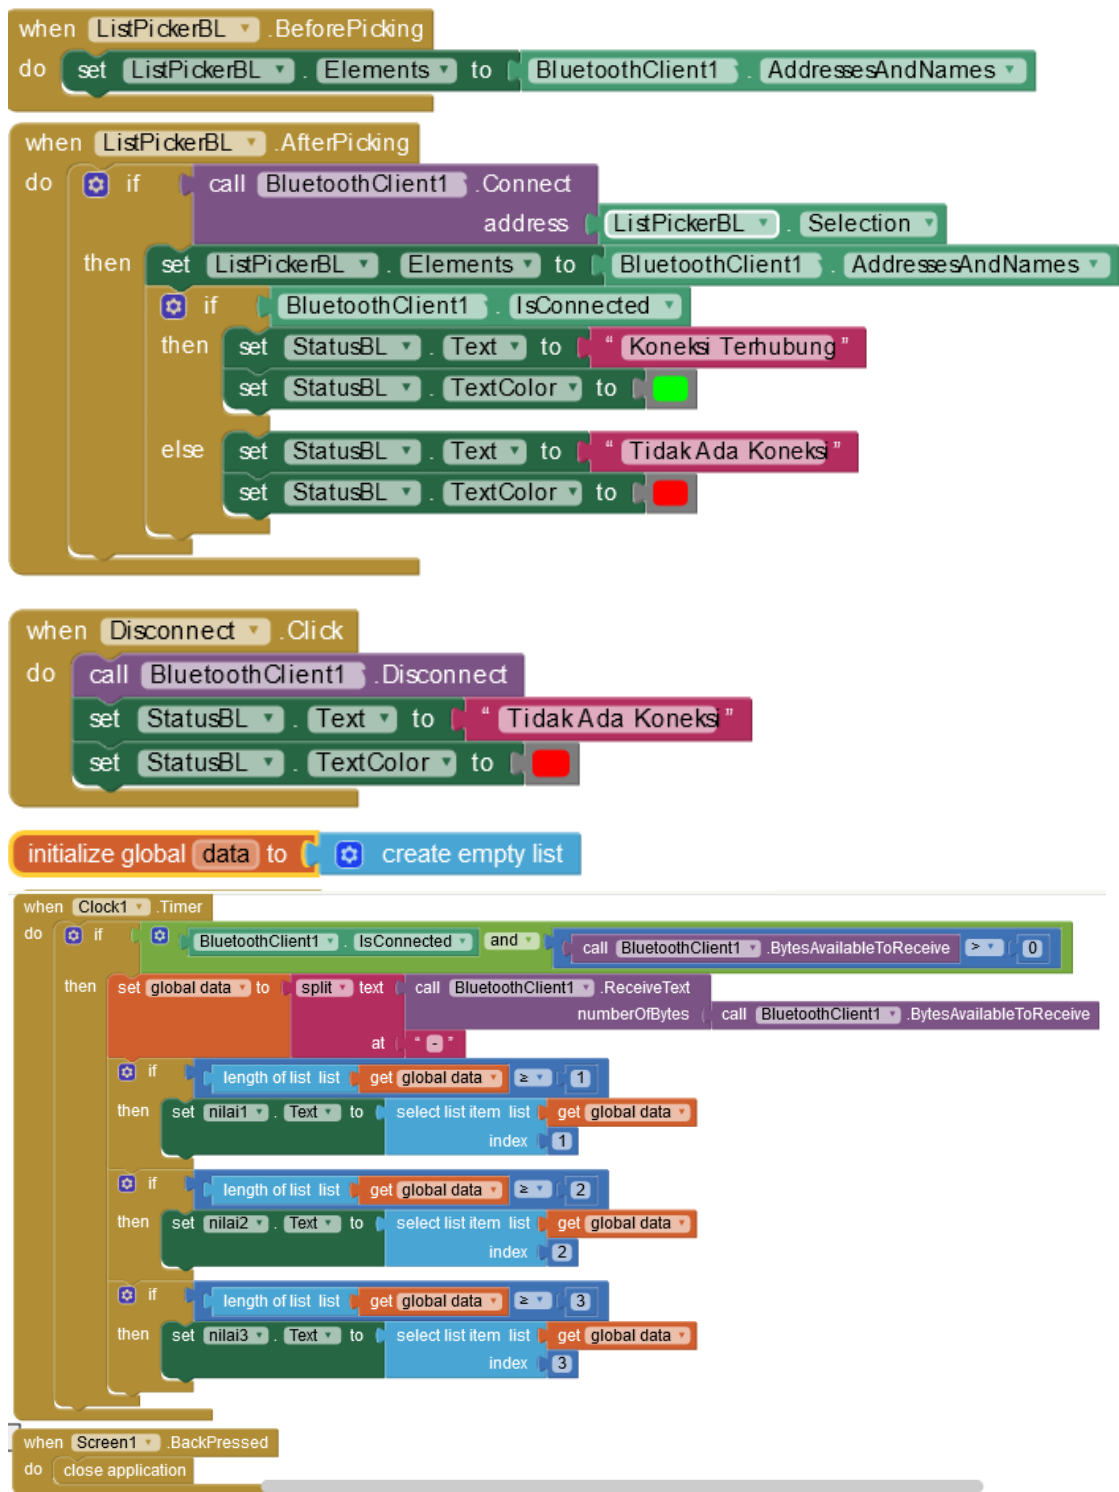 when ListPickerBL .BeforePicking
do set ListPickerBL . Elements to BluetoothClient1 . AddressesAndNames
when ListPickerBL .AfterPicking
do if call BluetoothClient1 .Connect
address ListPickerBL . Selection
then set ListPickerBL . Elements to BluetoothClient1 . AddressesAndNames
if BluetoothClient1 . IsConnected
then set StatusBL . Text to “ Koneksi Terhubung ”
set StatusBL . TextColor to
else set StatusBL . Text to “ Tidak Ada Koneksi ”
set StatusBL . TextColor to
when Disconnect .Click
do call BluetoothClient1 .Disconnect
set StatusBL . Text to “ Tidak Ada Koneksi ”
set StatusBL . TextColor to
initialize global data to create empty list
when Clock1 .Timer
do if BluetoothClient1 . IsConnected and call BluetoothClient1 .BytesAvailableToReceive > 0
then set global data to split text call BluetoothClient1 .ReceiveText
numberOfBytes call BluetoothClient1 .BytesAvailableToReceive
at “ - ”
if length of list list get global data ≥ 1
then set nilai1 . Text to select list item list get global data
index 1
if length of list list get global data ≥ 2
then set nilai2 . Text to select list item list get global data
index 2
if length of list list get global data ≥ 3
then set nilai3 . Text to select list item list get global data
index 3
when Screen1 .BackPressed
do close application